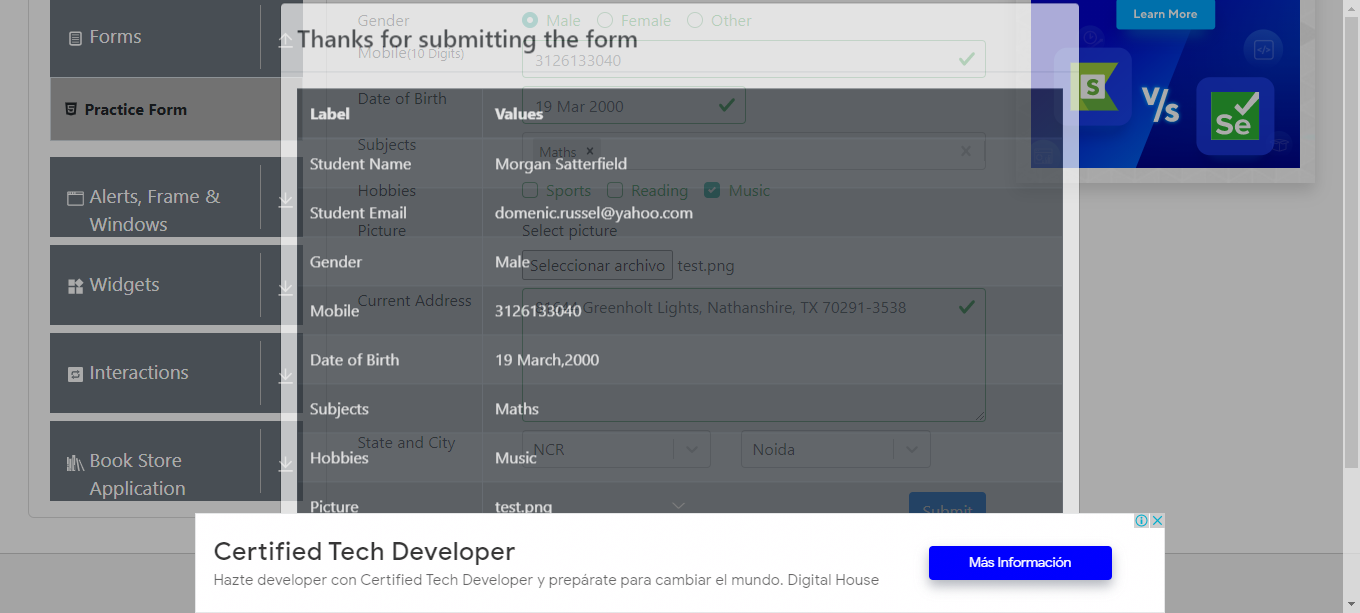 Forms
Practice Form
Alerts, Frame &
Windows
Widgets
Interactions
Book Store
Application
Thanks for submitting the form
Label Values
Student Name Morgan Satterfield
Student Email domenic.russel@yahoo.com
Gender Male
Mobile 3126133040
Date of Birth 19 March,2000
Subjects Maths
Hobbies Music
Picture test.png
Gender Male Female Other
Mobile(10 Digits) 3126133040
Date of Birth 19 Mar 2000
Subjects Maths ×
Hobbies Sports Reading Music
Picture Select picture
Seleccionar archivo test.png
Current Address Greenholt Lights, Nathanshire, TX 70291-3538
State and City NCR Noida
Submit
Learn More
S
V/s
Se
Certified Tech Developer
Hazte developer con Certified Tech Developer y prepárate para cambiar el mundo. Digital House
Más Información